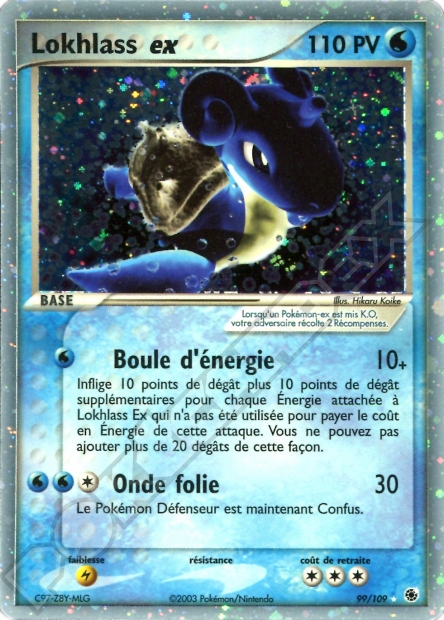 Lokhlass ex 110 PV
BASE
Illus. Hikaru Koike
Lorsqu'un Pokémon-ex est mis K.O,
votre adversaire récolte 2 Récompenses.
Boule d'énergie 10+
Inflige 10 points de dégât plus 10 points de dégât
supplémentaires pour chaque Énergie attachée à
Lokhlass Ex qui n'a pas été utilisée pour payer le coût
en Énergie de cette attaque. Vous ne pouvez pas
ajouter plus de 20 dégâts de cette façon.
Onde folie 30
Le Pokémon Défenseur est maintenant Confus.
faiblesse résistance coût de retraite
C97-Z8Y-MLG ©2003 Pokémon/Nintendo 99/109